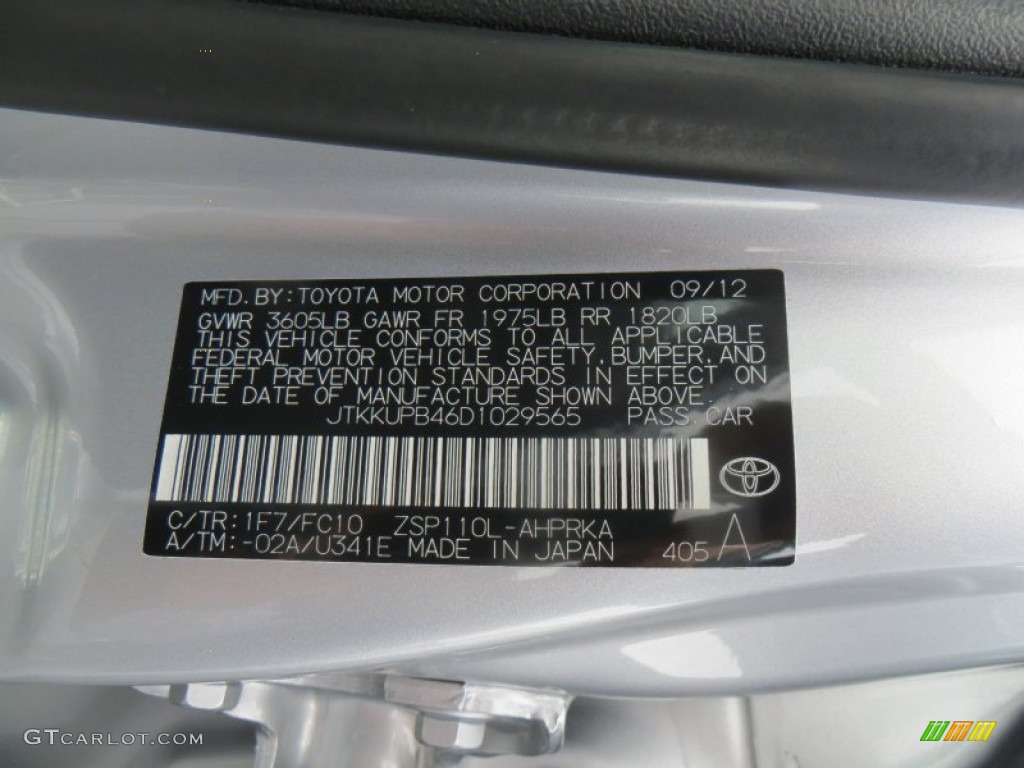 MFD.BY:TOYOTA MOTOR CORPORATION 09/12
GVWR 3605LB GAWR FR 1975LB RR 1820LB
THIS VEHICLE CONFORMS TO ALL APPLICABLE
FEDERAL MOTOR VEHICLE SAFETY, BUMPER, AND
THEFT PREVENTION STANDARDS IN EFFECT ON
THE DATE OF MANUFACTURE SHOWN ABOVE.
JTKKUPB46D1029565 PASS.CAR
C/TR:1F7/FC10 ZSP110L-AHPRKA
A/TM:-02A/U341E MADE IN JAPAN 405
GTCARLOT.COM